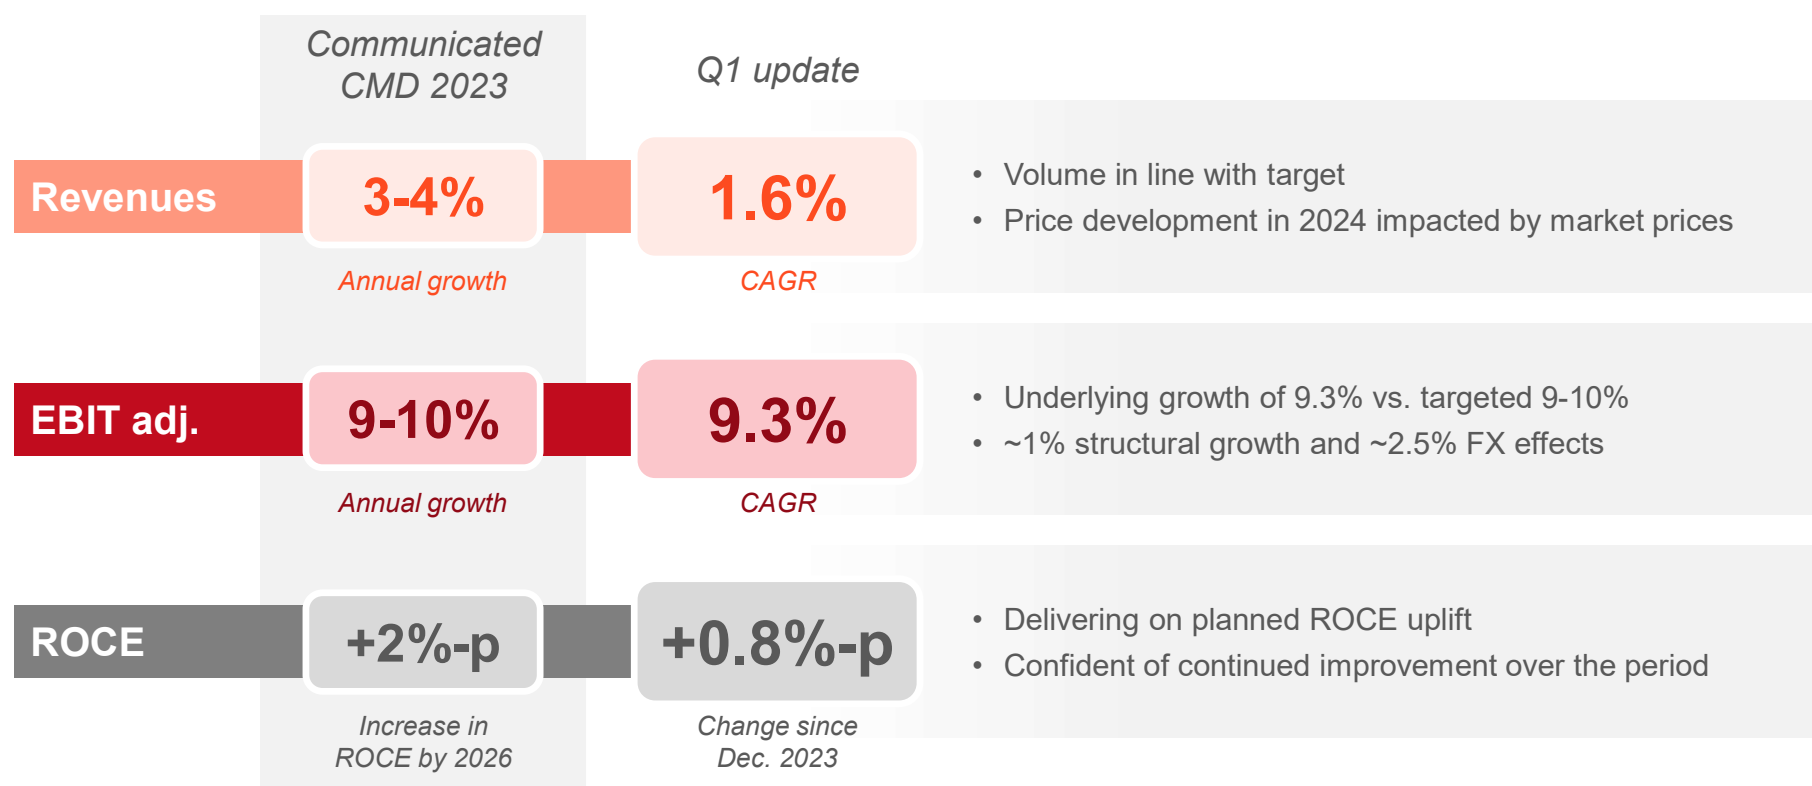 Communicated
CMD 2023
Q1 update
Revenues
3-4%
Annual growth
1.6%
CAGR
• Volume in line with target
• Price development in 2024 impacted by market prices
EBIT adj.
9-10%
Annual growth
9.3%
CAGR
• Underlying growth of 9.3% vs. targeted 9-10%
• ~1% structural growth and ~2.5% FX effects
ROCE
+2%-p
Increase in
ROCE by 2026
+0.8%-p
Change since
Dec. 2023
• Delivering on planned ROCE uplift
• Confident of continued improvement over the period